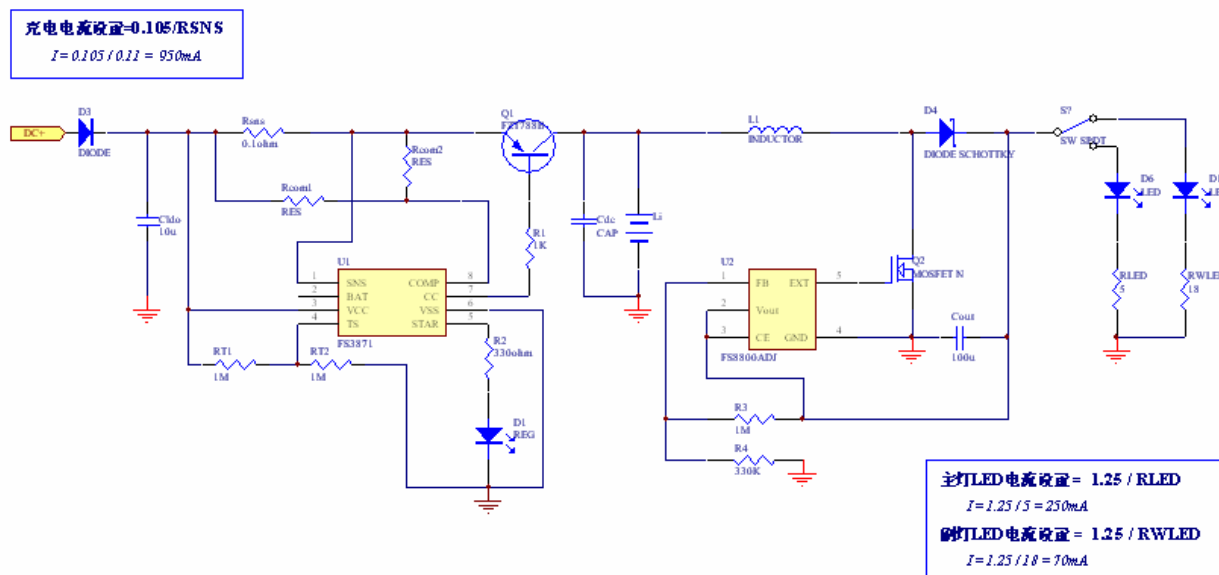 充电电流设置=0.105/RSNS
I = 0.105 / 0.11 = 950mA
DC+
D3
DIODE
Rsns
0.1ohm
Rcom2
RES
Rcom1
RES
Q1
L1
INDUCTOR
D4
DIODE SCHOTTKY
S?
SW SPDT
D6
LED
Cldo
10u
R1
1K
Cdc
CAP
Li
U1
1
SNS
COMP
8
2
BAT
CC
7
3
VCC
VSS
6
4
TS
STAR
5
FS3871
RT1
1M
RT2
1M
R2
330ohm
D1
REG
U2
1
FB
EXT
5
2
Vout
3
CE
GND
4
FS8800ADJ
Q2
MOSFET N
Cout
100u
RLED
5
RWLE
18
R3
1M
R4
330K
主灯LED电流设置= 1.25 / RLED
I = 1.25 / 5 = 250mA
副灯LED电流设置= 1.25 / RWLED
I = 1.25 / 18 = 70mA